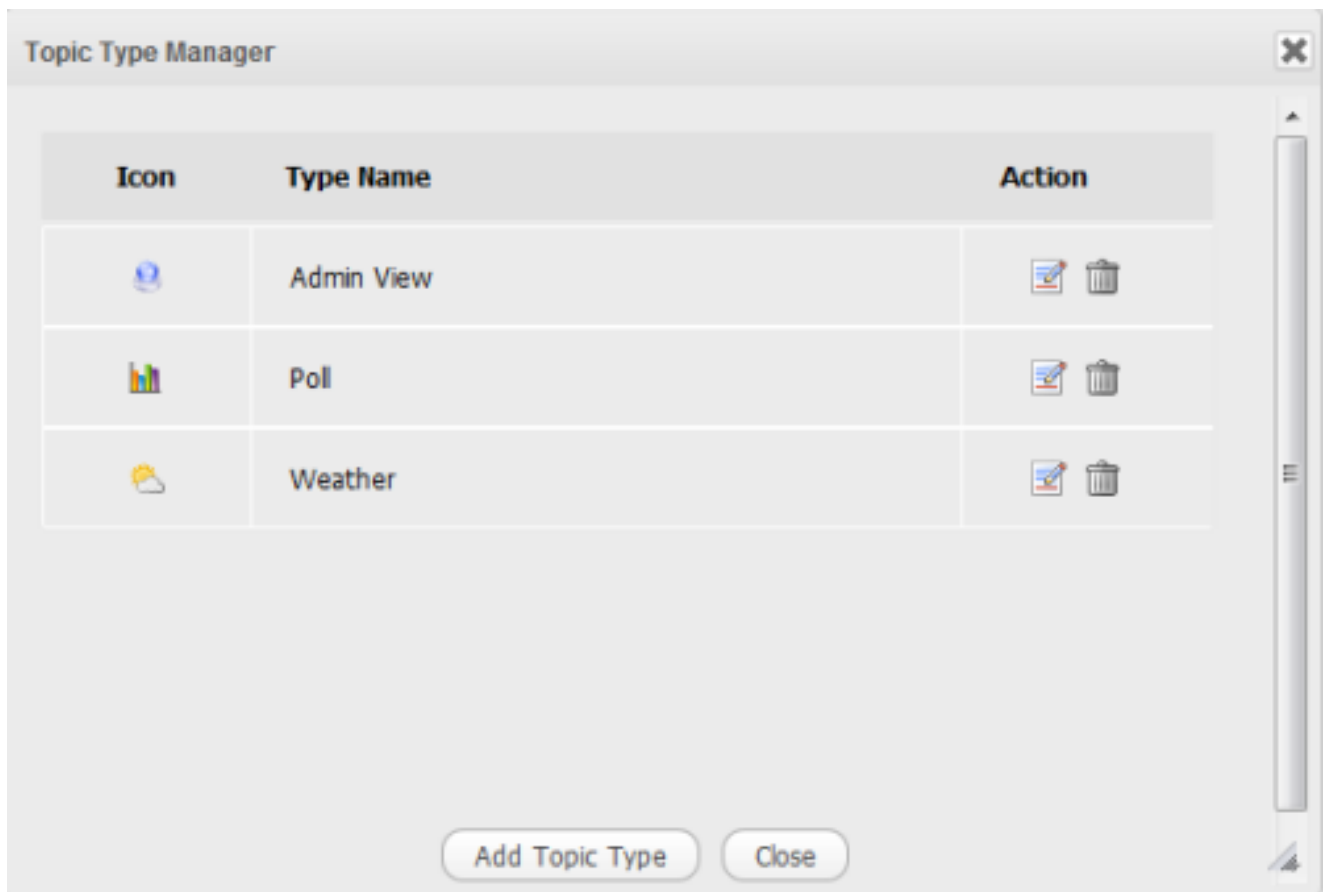 Topic Type Manager
Icon Type Name Action
Admin View
Poll
Weather
Add Topic Type Close